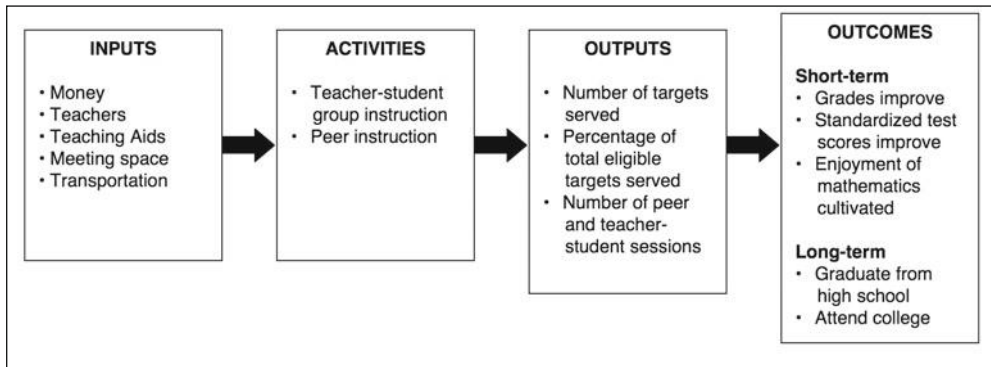 INPUTS
• Money
• Teachers
• Teaching Aids
• Meeting space
• Transportation
ACTIVITIES
• Teacher-student
group instruction
• Peer instruction
OUTPUTS
• Number of targets
served
• Percentage of
total eligible
targets served
• Number of peer
and teacher-
student sessions
OUTCOMES
Short-term
• Grades improve
• Standardized test
scores improve
• Enjoyment of
mathematics
cultivated
Long-term
• Graduate from
high school
• Attend college